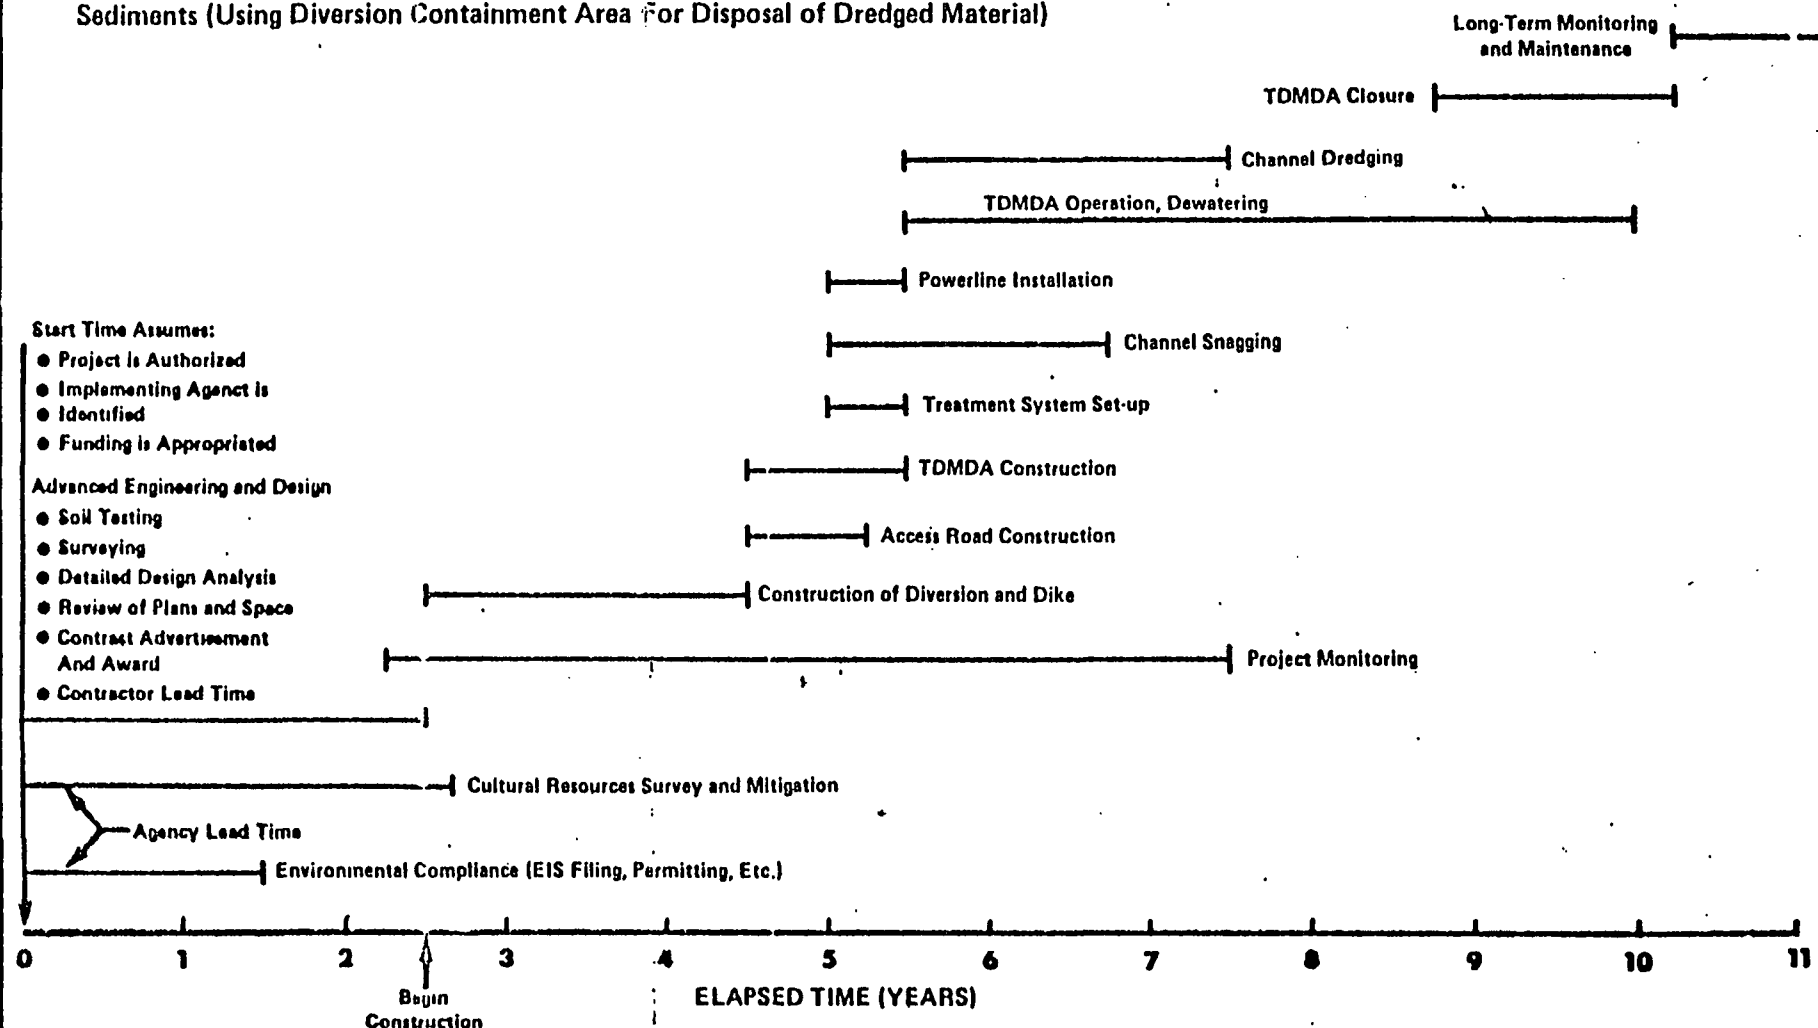 Sediments (Using Diversion Containment Area For Disposal of Dredged Material)
Long-Term Monitoring
and Maintenance
TDMDA Closure
Channel Dredging
TDMDA Operation, Dewatering
Powerline Installation
Start Time Assumes:
Channel Snagging
● Project is Authorized
● Implementing Agenct is
● Identified
● Funding is Appropriated
Treatment System Set-up
TDMDA Construction
Advanced Engineering and Design
● Soil Testing
● Surveying
Access Road Construction
● Detailed Design Analysis
● Review of Plans and Space
Construction of Diversion and Dike
● Contract Advertisement
And Award
Project Monitoring
● Contractor Lead Time
Cultural Resources Survey and Mitigation
Agency Lead Time
Environmental Compliance (EIS Filing, Permitting, Etc.)
0 1 2 3 4 5 6 7 8 9 10 11
Begin
Construction
ELAPSED TIME (YEARS)